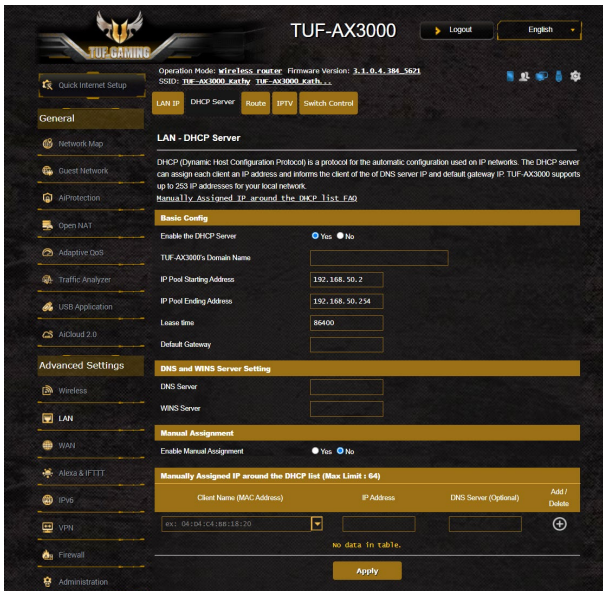 TUF GAMING
TUF-AX3000
Logout
English
Quick Internet Setup
Operation Mode: Wireless router Firmware Version: 3.1.0.4.384_5621
SSID: TUF-AX3000_Kathy TUF-AX3000_Kath...
LAN IP DHCP Server Route IPTV Switch Control
General
Network Map
Guest Network
AiProtection
Open NAT
Adaptive QoS
Traffic Analyzer
USB Application
AiCloud 2.0
Advanced Settings
Wireless
LAN
WAN
Alexa & IFTTT
IPv6
VPN
Firewall
Administration
LAN - DHCP Server
DHCP (Dynamic Host Configuration Protocol) is a protocol for the automatic configuration used on IP networks. The DHCP server
can assign each client an IP address and informs the client of the of DNS server IP and default gateway IP. TUF-AX3000 supports
up to 253 IP addresses for your local network.
Manually Assigned IP around the DHCP list FAQ
Basic Config
Enable the DHCP Server Yes No
TUF-AX3000's Domain Name
IP Pool Starting Address 192.168.50.2
IP Pool Ending Address 192.168.50.254
Lease time 86400
Default Gateway
DNS and WINS Server Setting
DNS Server
WINS Server
Manual Assignment
Enable Manual Assignment Yes No
Manually Assigned IP around the DHCP list (Max Limit : 64)
Client Name (MAC Address) IP Address DNS Server (Optional) Add / Delete
ex: 04:D4:C4:B8:18:20
No data in table.
Apply